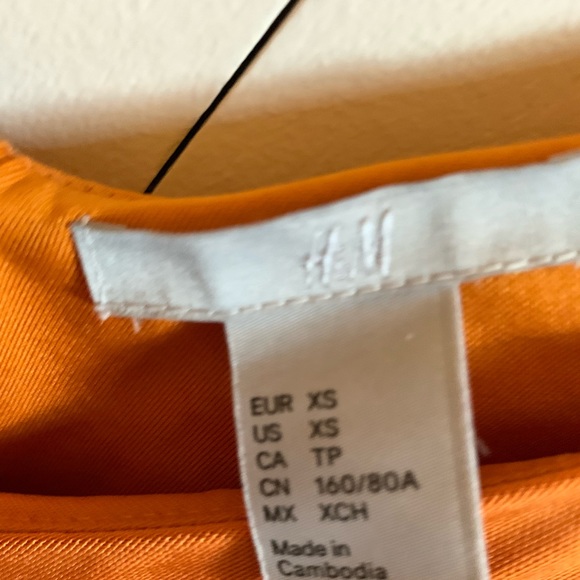 H&M
EUR XS
US XS
CA TP
CN 160/80A
MX XCH
Made in
Cambodia